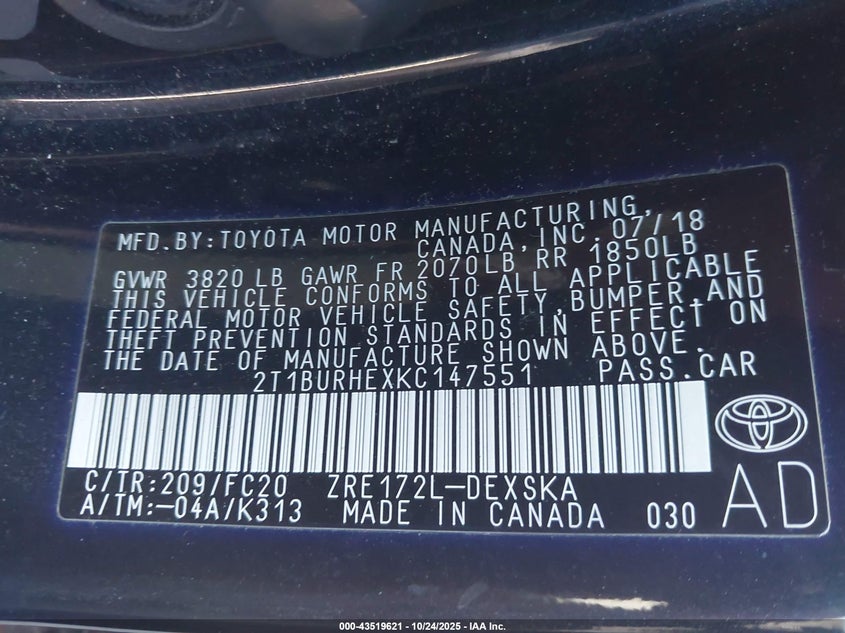 MFD.BY:TOYOTA MOTOR MANUFACTURING,
CANADA,INC. 07/18
GVWR 3820 LB GAWR FR 2070LB RR 1850LB
THIS VEHICLE CONFORMS TO ALL APPLICABLE
FEDERAL MOTOR VEHICLE SAFETY,BUMPER,AND
THEFT PREVENTION STANDARDS IN EFFECT ON
THE DATE OF MANUFACTURE SHOWN ABOVE.
2T1BURHEXKC147551 PASS.CAR
C/TR:209/FC20 ZRE172L-DEXSKA
A/TM:-04A/K313 MADE IN CANADA 030
AD
000-43519621 - 10/24/2025 - IAA Inc.